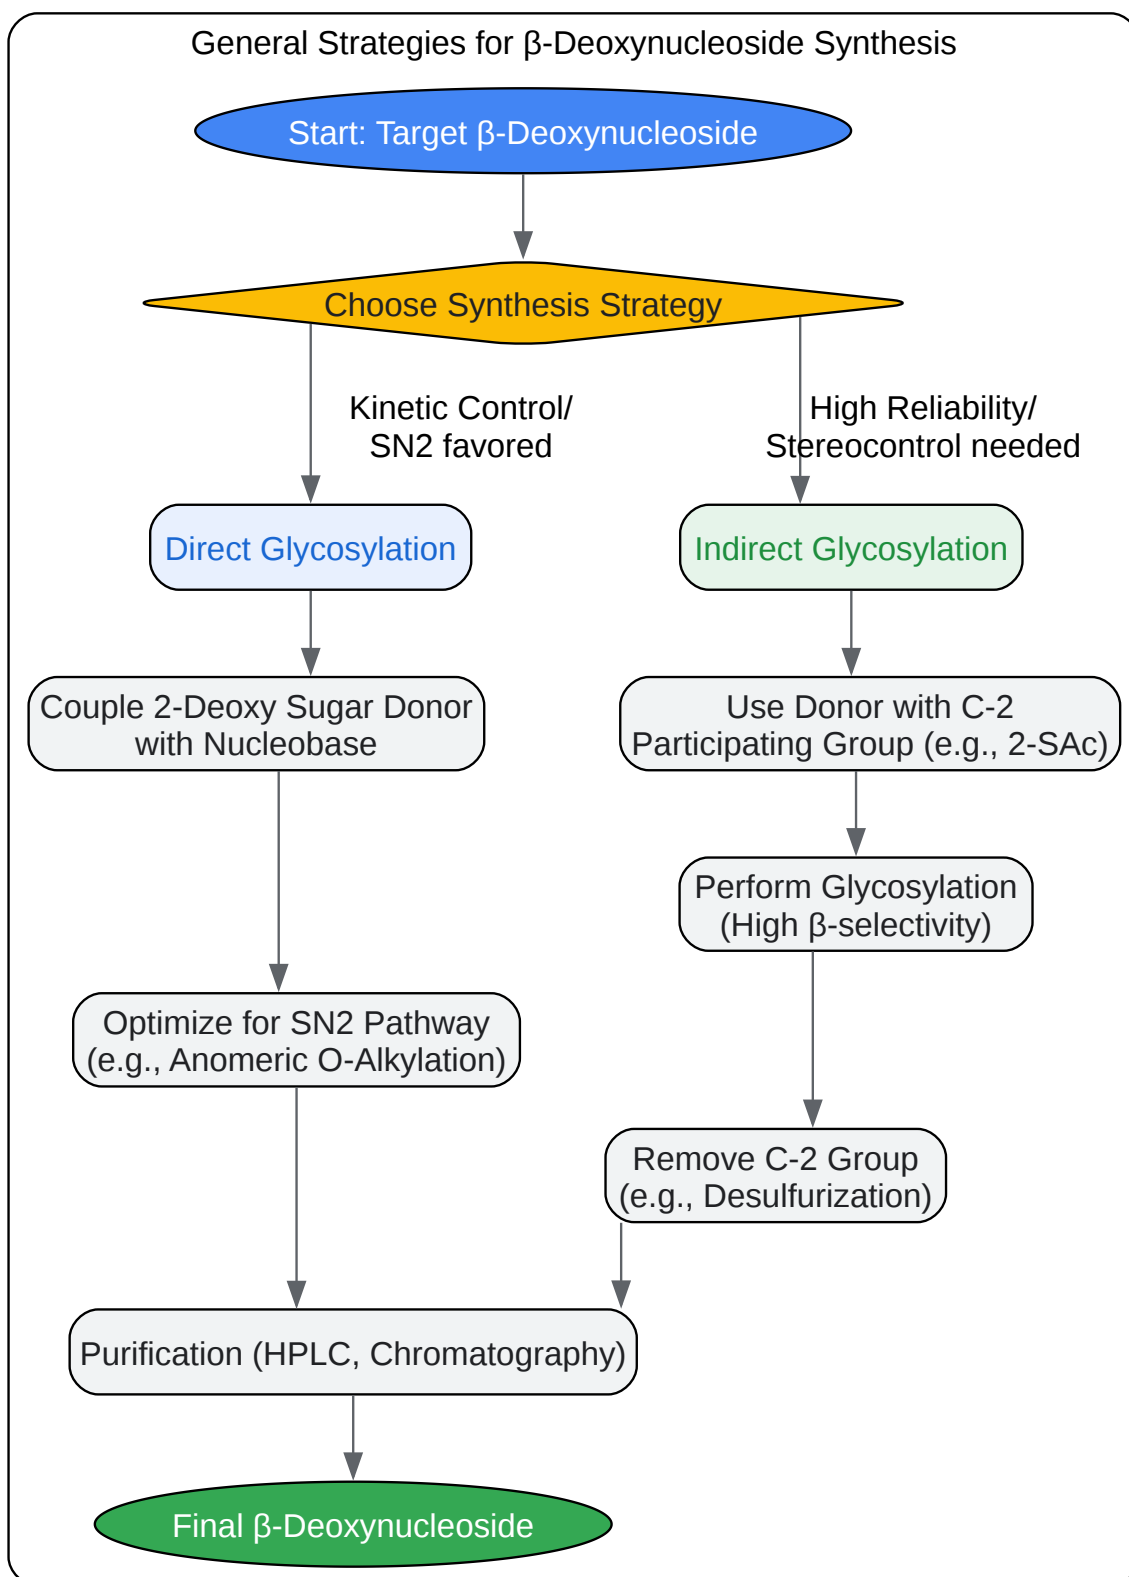 General Strategies for β-Deoxynucleoside Synthesis
Start: Target β-Deoxynucleoside
Choose Synthesis Strategy
Kinetic Control/
SN2 favored
High Reliability/
Stereocontrol needed
Direct Glycosylation
Indirect Glycosylation
Couple 2-Deoxy Sugar Donor
with Nucleobase
Use Donor with C-2
Participating Group (e.g., 2-SAc)
Perform Glycosylation
(High β-selectivity)
Optimize for SN2 Pathway
(e.g., Anomeric O-Alkylation)
Remove C-2 Group
(e.g., Desulfurization)
Purification (HPLC, Chromatography)
Final β-Deoxynucleoside